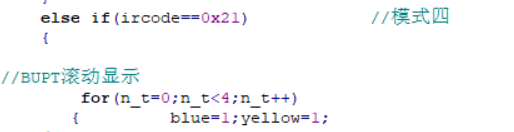 else if(ircode==0x21) //模式四
{
//BUPT滚动显示
for(n_t=0;n_t<4;n_t++)
{ blue=1;yellow=1;